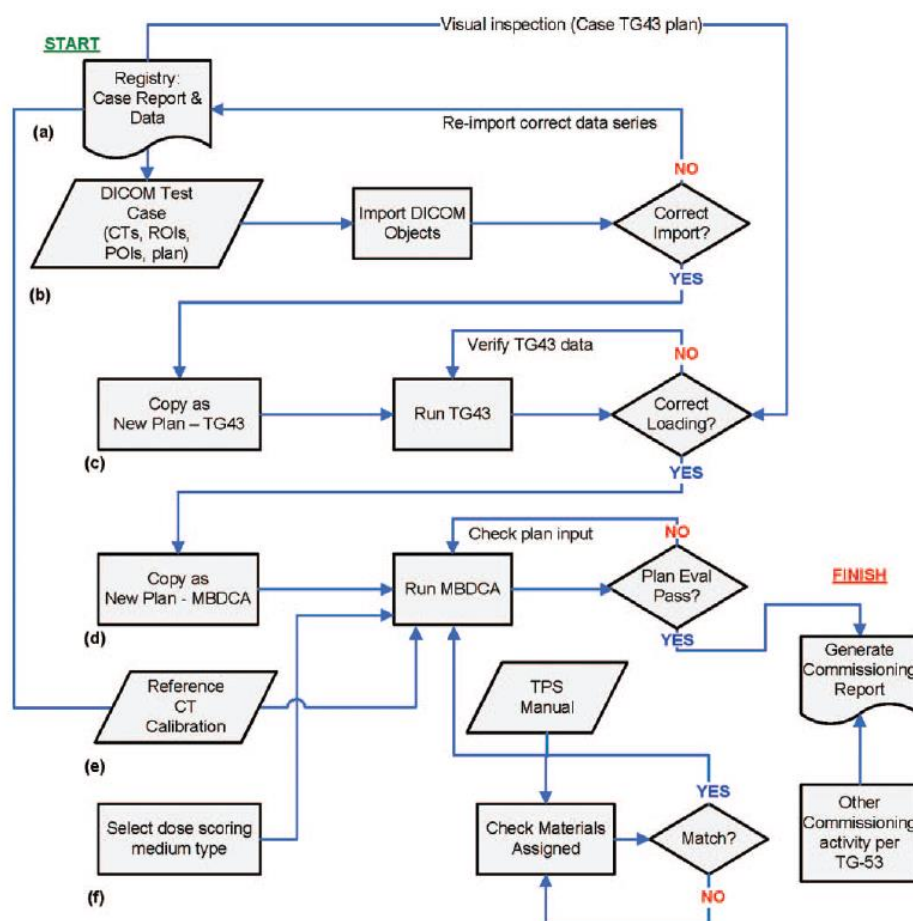 Visual inspection (Case TG43 plan)
START
Registry:
Case Report &
Data
(a)
Re-import correct data series
NO
DICOM Test
Case
(CTs, ROIs,
POIs, plan)
Import DICOM
Objects
Correct
Import?
(b)
YES
Verify TG43 data
NO
Copy as
New Plan – TG43
Run TG43
Correct
Loading?
(c)
YES
Check plan input
NO
Copy as
New Plan - MBDCA
Run MBDCA
Plan Eval
Pass?
FINISH
(d)
YES
Generate
Commissioning
Report
Reference
CT
Calibration
TPS
Manual
(e)
YES
Select dose scoring
medium type
Check Materials
Assigned
Match?
Other
Commissioning
activity per
TG-53
(f)
NO